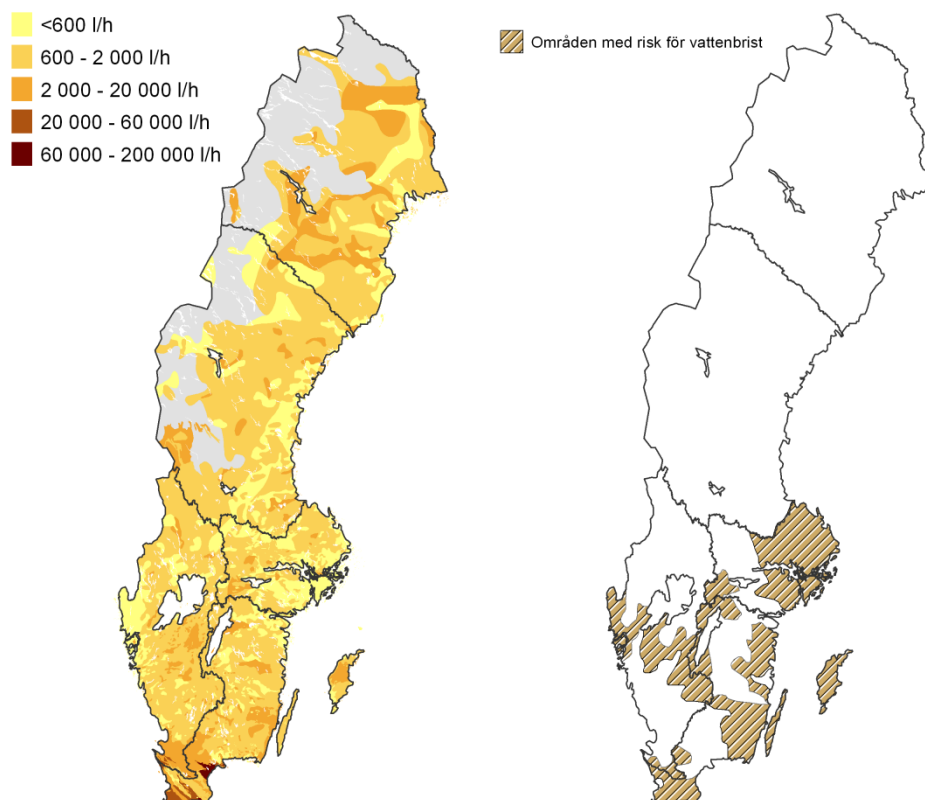 <600 l/h
600 - 2 000 l/h
2 000 - 20 000 l/h
20 000 - 60 000 l/h
60 000 - 200 000 l/h
Områden med risk för vattenbrist